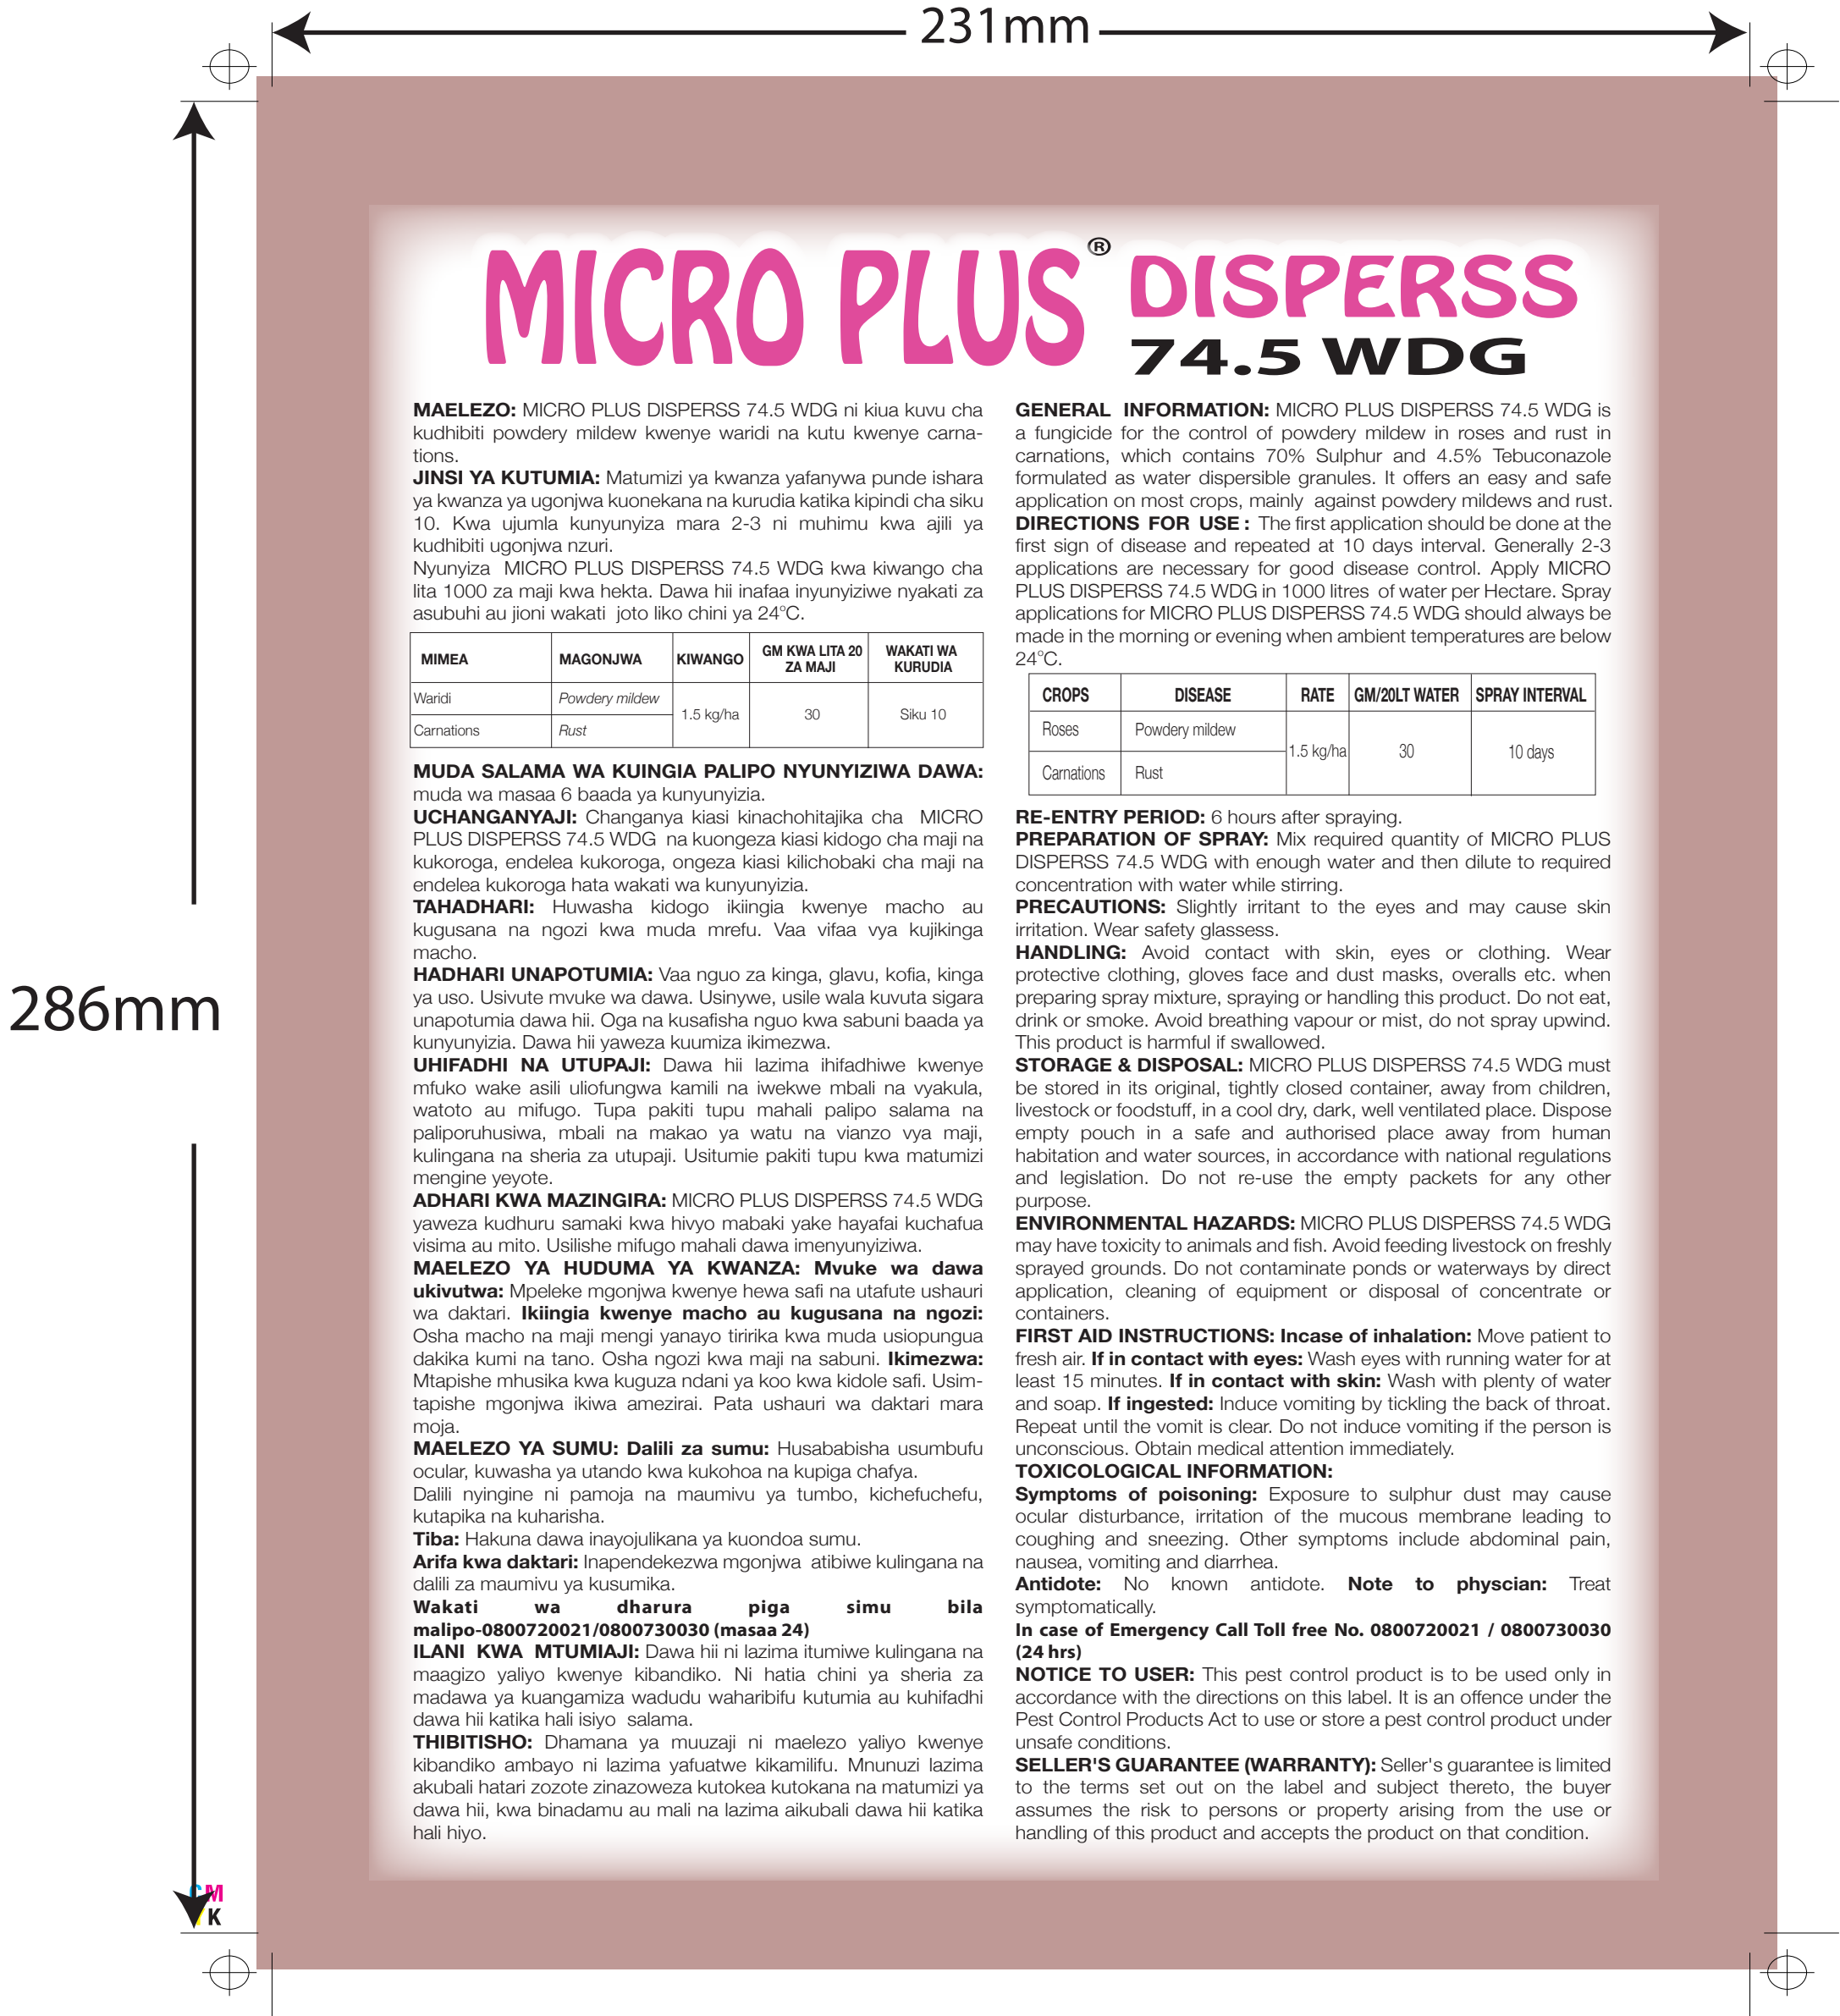 231mm
286mm
MICRO PLUS® DISPERSS
74.5 WDG
MAELEZO: MICRO PLUS DISPERSS 74.5 WDG ni kiua kuvu cha
kudhibiti powdery mildew kwenye waridi na kutu kwenye carna-
tions.
JINSI YA KUTUMIA: Matumizi ya kwanza yafanywa punde ishara
ya kwanza ya ugonjwa kuonekana na kurudia katika kipindi cha siku
10. Kwa ujumla kunyunyiza mara 2-3 ni muhimu kwa ajili ya
kudhibiti ugonjwa nzuri.
Nyunyiza MICRO PLUS DISPERSS 74.5 WDG kwa kiwango cha
lita 1000 za maji kwa hekta. Dawa hii inafaa inyunyiziwe nyakati za
asubuhi au jioni wakati joto liko chini ya 24°C.
MIMEA MAGONJWA KIWANGO GM KWA LITA 20 ZA MAJI WAKATI WA KURUDIA
Waridi Powdery mildew 1.5 kg/ha 30 Siku 10
Carnations Rust
MUDA SALAMA WA KUINGIA PALIPO NYUNYIZIWA DAWA:
muda wa masaa 6 baada ya kunyunyizia.
UCHANGANYAJI: Changanya kiasi kinachohitajika cha MICRO
PLUS DISPERSS 74.5 WDG na kuongeza kiasi kidogo cha maji na
kukoroga, endelea kukoroga, ongeza kiasi kilichobaki cha maji na
endelea kukoroga hata wakati wa kunyunyizia.
TAHADHARI: Huwasha kidogo ikiingia kwenye macho au
kugusana na ngozi kwa muda mrefu. Vaa vifaa vya kujikinga
macho.
HADHARI UNAPOTUMIA: Vaa nguo za kinga, glavu, kofia, kinga
ya uso. Usivute mvuke wa dawa. Usinywe, usile wala kuvuta sigara
unapotumia dawa hii. Oga na kusafisha nguo kwa sabuni baada ya
kunyunyizia. Dawa hii yaweza kuumiza ikimezwa.
UHIFADHI NA UTUPAJI: Dawa hii lazima ihifadhiwe kwenye
mfuko wake asili uliofungwa kamili na iwekwe mbali na vyakula,
watoto au mifugo. Tupa pakiti tupu mahali palipo salama na
paliporuhusiwa, mbali na makao ya watu na vianzo vya maji,
kulingana na sheria za utupaji. Usitumie pakiti tupu kwa matumizi
mengine yeyote.
ADHARI KWA MAZINGIRA: MICRO PLUS DISPERSS 74.5 WDG
yaweza kudhuru samaki kwa hivyo mabaki yake hayafai kuchafua
visima au mito. Usilishe mifugo mahali dawa imenyunyiziwa.
MAELEZO YA HUDUMA YA KWANZA: Mvuke wa dawa
ukivutwa: Mpeleke mgonjwa kwenye hewa safi na utafute ushauri
wa daktari. Ikiingia kwenye macho au kugusana na ngozi:
Osha macho na maji mengi yanayo tiririka kwa muda usiopungua
dakika kumi na tano. Osha ngozi kwa maji na sabuni. Ikimezwa:
Mtapishe mhusika kwa kuguza ndani ya koo kwa kidole safi. Usim-
tapishe mgonjwa ikiwa amezirai. Pata ushauri wa daktari mara
moja.
MAELEZO YA SUMU: Dalili za sumu: Husababisha usumbufu
ocular, kuwasha ya utando kwa kukohoa na kupiga chafya.
Dalili nyingine ni pamoja na maumivu ya tumbo, kichefuchefu,
kutapika na kuharisha.
Tiba: Hakuna dawa inayojulikana ya kuondoa sumu.
Arifa kwa daktari: Inapendekezwa mgonjwa atibiwe kulingana na
dalili za maumivu ya kusumika.
Wakati wa dharura piga simu bila
malipo-0800720021/0800730030 (masaa 24)
ILANI KWA MTUMIAJI: Dawa hii ni lazima itumiwe kulingana na
maagizo yaliyo kwenye kibandiko. Ni hatia chini ya sheria za
madawa ya kuangamiza wadudu waharibifu kutumia au kuhifadhi
dawa hii katika hali isiyo salama.
THIBITISHO: Dhamana ya muuzaji ni maelezo yaliyo kwenye
kibandiko ambayo ni lazima yafuatwe kikamilifu. Mnunuzi lazima
akubali hatari zozote zinazoweza kutokea kutokana na matumizi ya
dawa hii, kwa binadamu au mali na lazima aikubali dawa hii katika
hali hiyo.
GENERAL INFORMATION: MICRO PLUS DISPERSS 74.5 WDG is
a fungicide for the control of powdery mildew in roses and rust in
carnations, which contains 70% Sulphur and 4.5% Tebuconazole
formulated as water dispersible granules. It offers an easy and safe
application on most crops, mainly against powdery mildews and rust.
DIRECTIONS FOR USE : The first application should be done at the
first sign of disease and repeated at 10 days interval. Generally 2-3
applications are necessary for good disease control. Apply MICRO
PLUS DISPERSS 74.5 WDG in 1000 litres of water per Hectare. Spray
applications for MICRO PLUS DISPERSS 74.5 WDG should always be
made in the morning or evening when ambient temperatures are below
24°C.
CROPS DISEASE RATE GM/20LT WATER SPRAY INTERVAL
Roses Powdery mildew 1.5 kg/ha 30 10 days
Carnations Rust
RE-ENTRY PERIOD: 6 hours after spraying.
PREPARATION OF SPRAY: Mix required quantity of MICRO PLUS
DISPERSS 74.5 WDG with enough water and then dilute to required
concentration with water while stirring.
PRECAUTIONS: Slightly irritant to the eyes and may cause skin
irritation. Wear safety glassess.
HANDLING: Avoid contact with skin, eyes or clothing. Wear
protective clothing, gloves face and dust masks, overalls etc. when
preparing spray mixture, spraying or handling this product. Do not eat,
drink or smoke. Avoid breathing vapour or mist, do not spray upwind.
This product is harmful if swallowed.
STORAGE & DISPOSAL: MICRO PLUS DISPERSS 74.5 WDG must
be stored in its original, tightly closed container, away from children,
livestock or foodstuff, in a cool dry, dark, well ventilated place. Dispose
empty pouch in a safe and authorised place away from human
habitation and water sources, in accordance with national regulations
and legislation. Do not re-use the empty packets for any other
purpose.
ENVIRONMENTAL HAZARDS: MICRO PLUS DISPERSS 74.5 WDG
may have toxicity to animals and fish. Avoid feeding livestock on freshly
sprayed grounds. Do not contaminate ponds or waterways by direct
application, cleaning of equipment or disposal of concentrate or
containers.
FIRST AID INSTRUCTIONS: Incase of inhalation: Move patient to
fresh air. If in contact with eyes: Wash eyes with running water for at
least 15 minutes. If in contact with skin: Wash with plenty of water
and soap. If ingested: Induce vomiting by tickling the back of throat.
Repeat until the vomit is clear. Do not induce vomiting if the person is
unconscious. Obtain medical attention immediately.
TOXICOLOGICAL INFORMATION:
Symptoms of poisoning: Exposure to sulphur dust may cause
ocular disturbance, irritation of the mucous membrane leading to
coughing and sneezing. Other symptoms include abdominal pain,
nausea, vomiting and diarrhea.
Antidote: No known antidote. Note to physcian: Treat
symptomatically.
In case of Emergency Call Toll free No. 0800720021 / 0800730030
(24 hrs)
NOTICE TO USER: This pest control product is to be used only in
accordance with the directions on this label. It is an offence under the
Pest Control Products Act to use or store a pest control product under
unsafe conditions.
SELLER'S GUARANTEE (WARRANTY): Seller's guarantee is limited
to the terms set out on the label and subject thereto, the buyer
assumes the risk to persons or property arising from the use or
handling of this product and accepts the product on that condition.
CM
YK